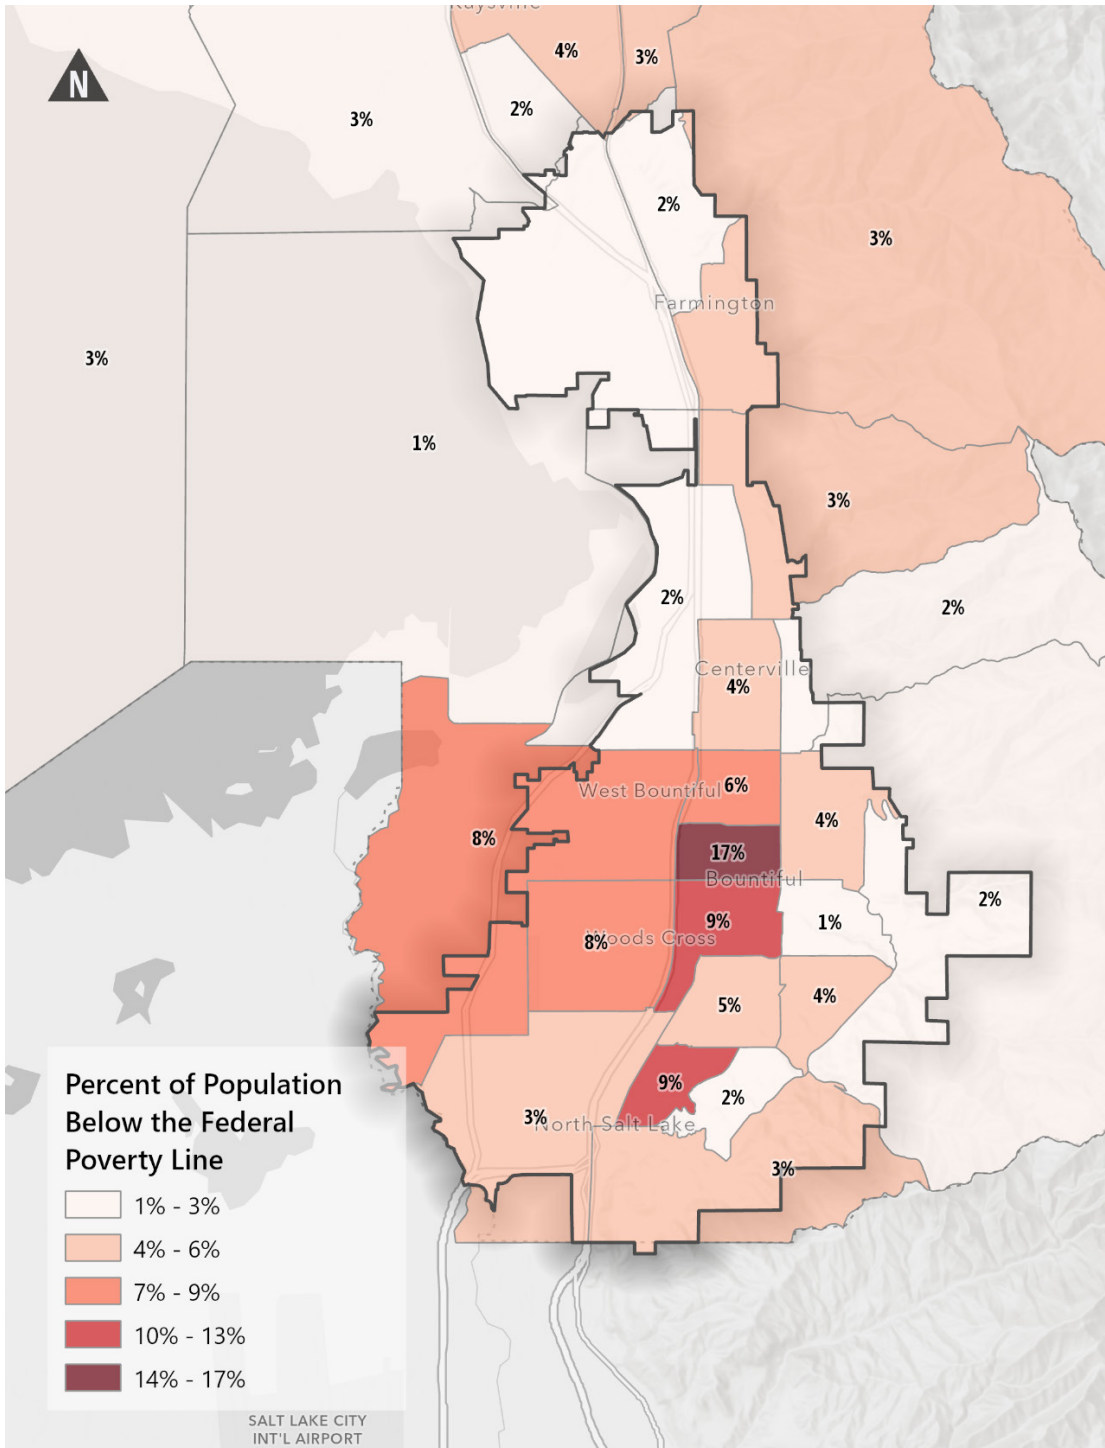 Kaysville
4%
3%
N
2%
3%
2%
3%
Farmington
3%
1%
3%
2%
2%
Centerville
4%
6%
West Bountiful
4%
8%
17%
Bountiful
2%
9%
1%
8%
Woods Cross
4%
5%
9%
2%
3%
North Salt Lake
3%
Percent of Population
Below the Federal
Poverty Line
1% - 3%
4% - 6%
7% - 9%
10% - 13%
14% - 17%
SALT LAKE CITY
INT'L AIRPORT